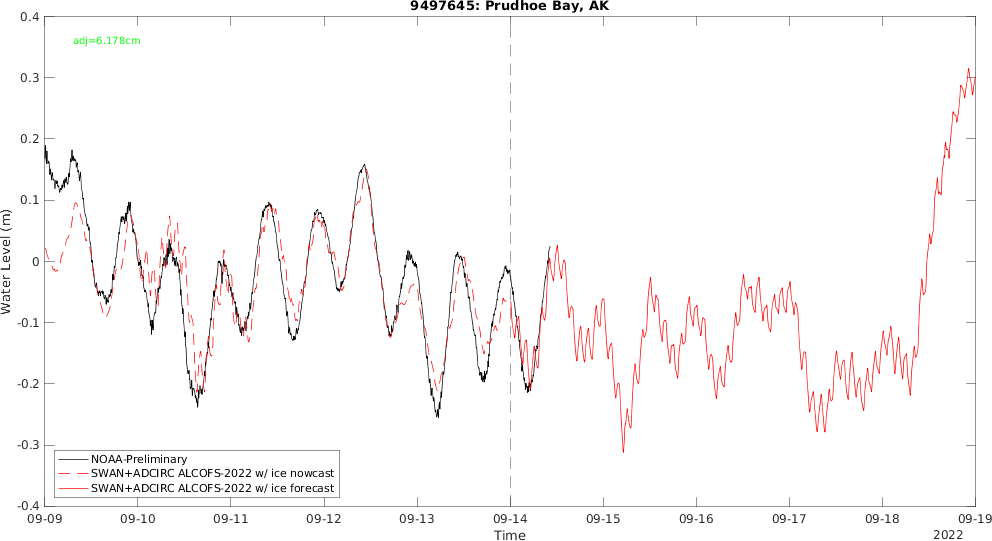 9497645: Prudhoe Bay, AK
adj=6.178cm
0.4
0.3
0.2
0.1
0
-0.1
-0.2
-0.3
-0.4
Water Level (m)
NOAA-Preliminary
SWAN+ADCIRC ALCOFS-2022 w/ ice nowcast
SWAN+ADCIRC ALCOFS-2022 w/ ice forecast
09-09 09-10 09-11 09-12 09-13 09-14 09-15 09-16 09-17 09-18 09-19
Time
2022